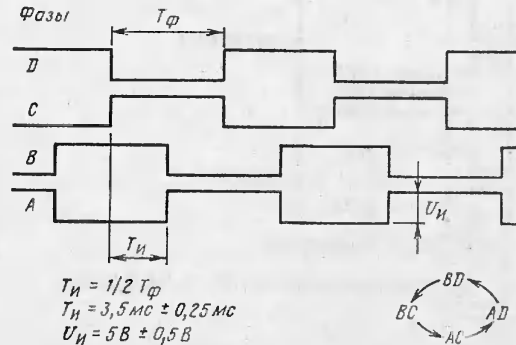 Фазы
Tф
D
C
B
A
Uи
Tи
Tи = 1/2 Tф
Tи = 3,5 мс ± 0,25 мс
Uи = 5 В ± 0,5 В
BD
BC
AD
AC